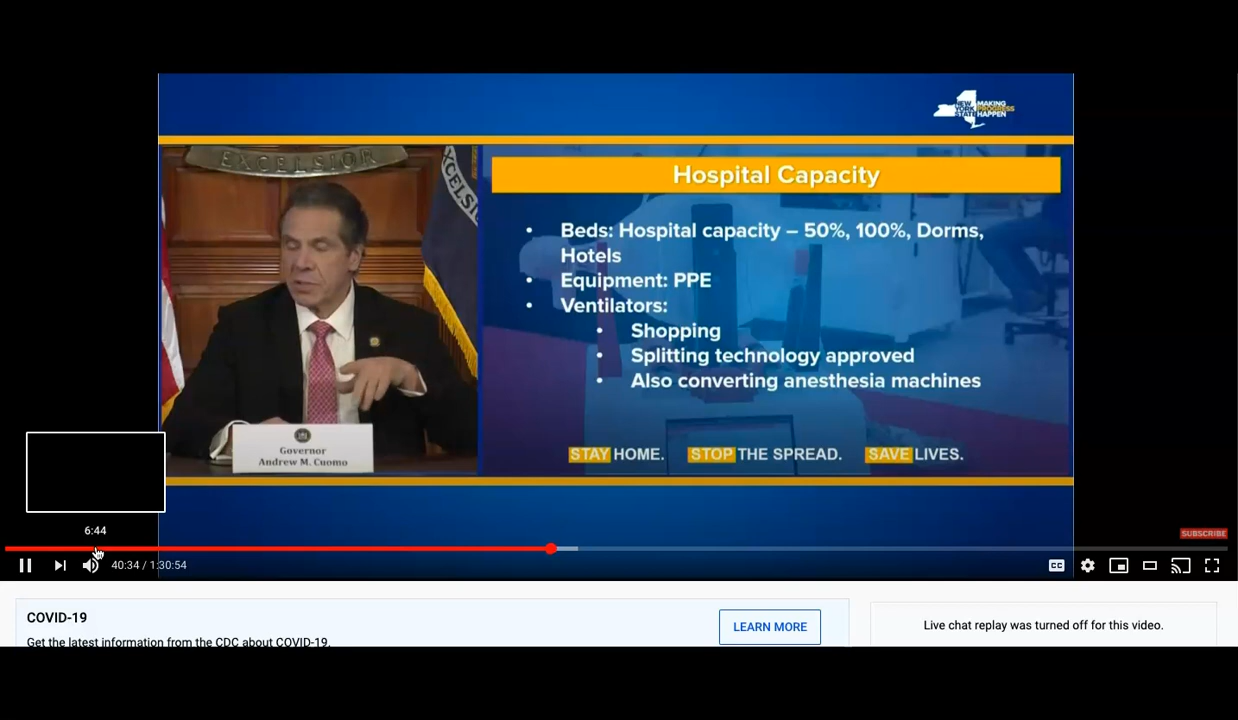 NEW YORK STATE
MAKING
PROGRESS
HAPPEN
EXCELSIOR
EXCELSI
Hospital Capacity
• Beds: Hospital capacity – 50%, 100%, Dorms,
Hotels
• Equipment: PPE
• Ventilators:
• Shopping
• Splitting technology approved
• Also converting anesthesia machines
Governor
Andrew M. Cuomo
STAY HOME. STOP THE SPREAD. SAVE LIVES.
6:44
SUBSCRIBE
40:34 / 1:30:54
CC
COVID-19
Get the latest information from the CDC about COVID-19.
LEARN MORE
Live chat replay was turned off for this video.